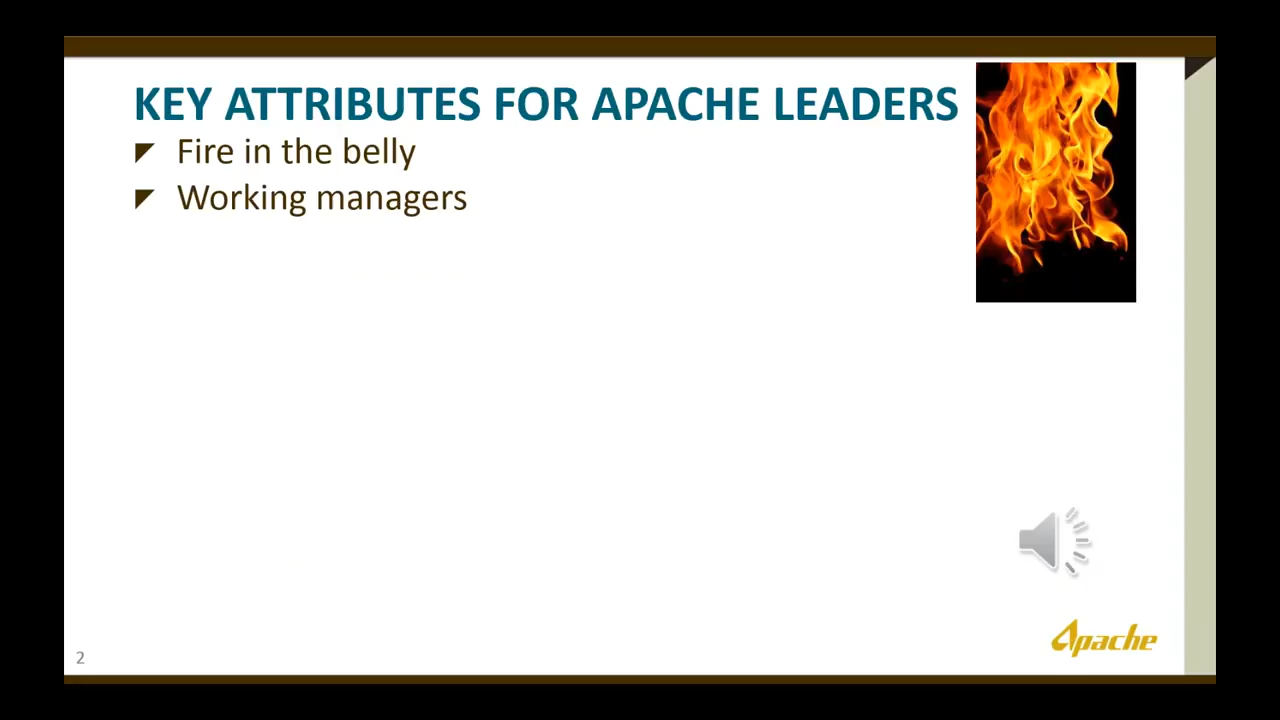 KEY ATTRIBUTES FOR APACHE LEADERS
Fire in the belly
Working managers
Apache
2